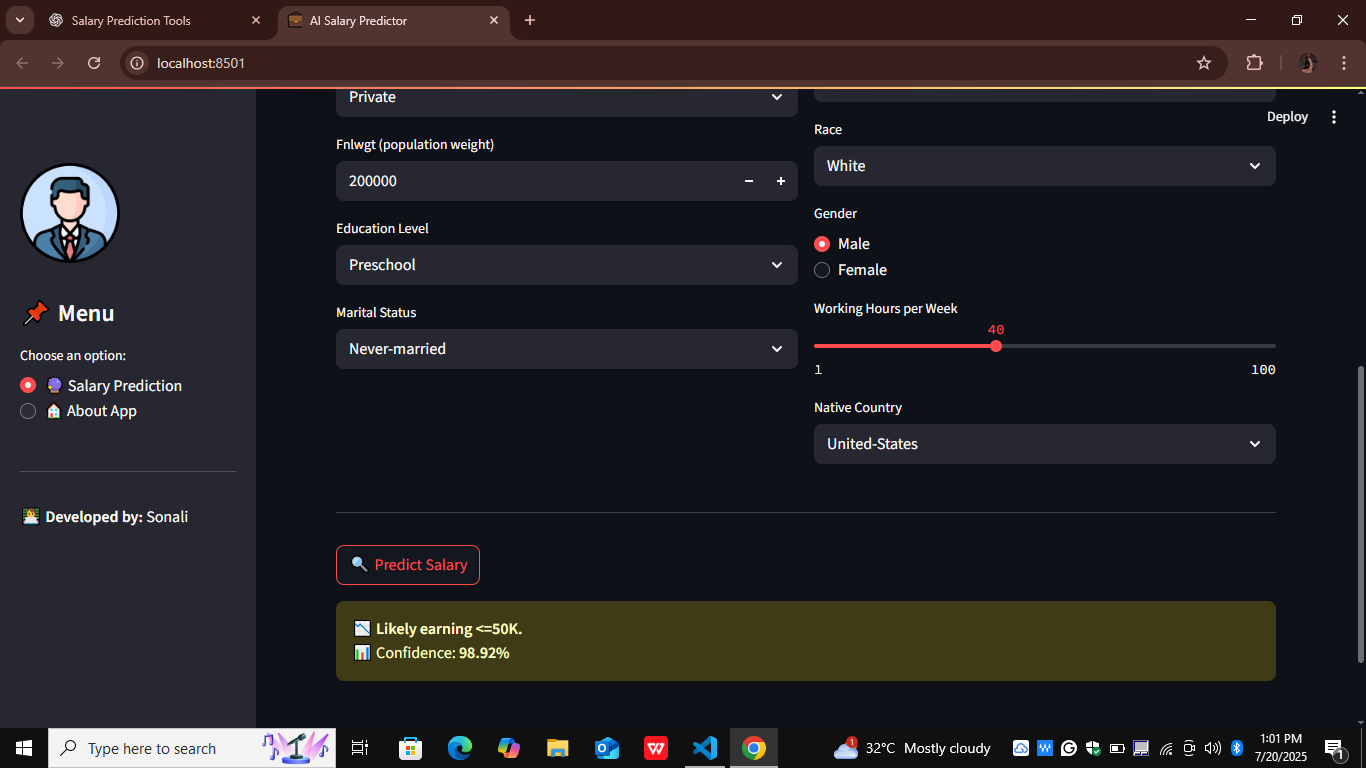 Salary Prediction Tools
AI Salary Predictor
localhost:8501
Deploy
Menu
Choose an option:
Salary Prediction
About App
Developed by: Sonali
Private
Fnlwgt (population weight)
200000
Education Level
Preschool
Marital Status
Never-married
Race
White
Gender
Male
Female
Working Hours per Week
40
1 100
Native Country
United-States
Predict Salary
Likely earning <=50K.
Confidence: 98.92%
Type here to search
1
32°C Mostly cloudy
1:01 PM
7/20/2025
1